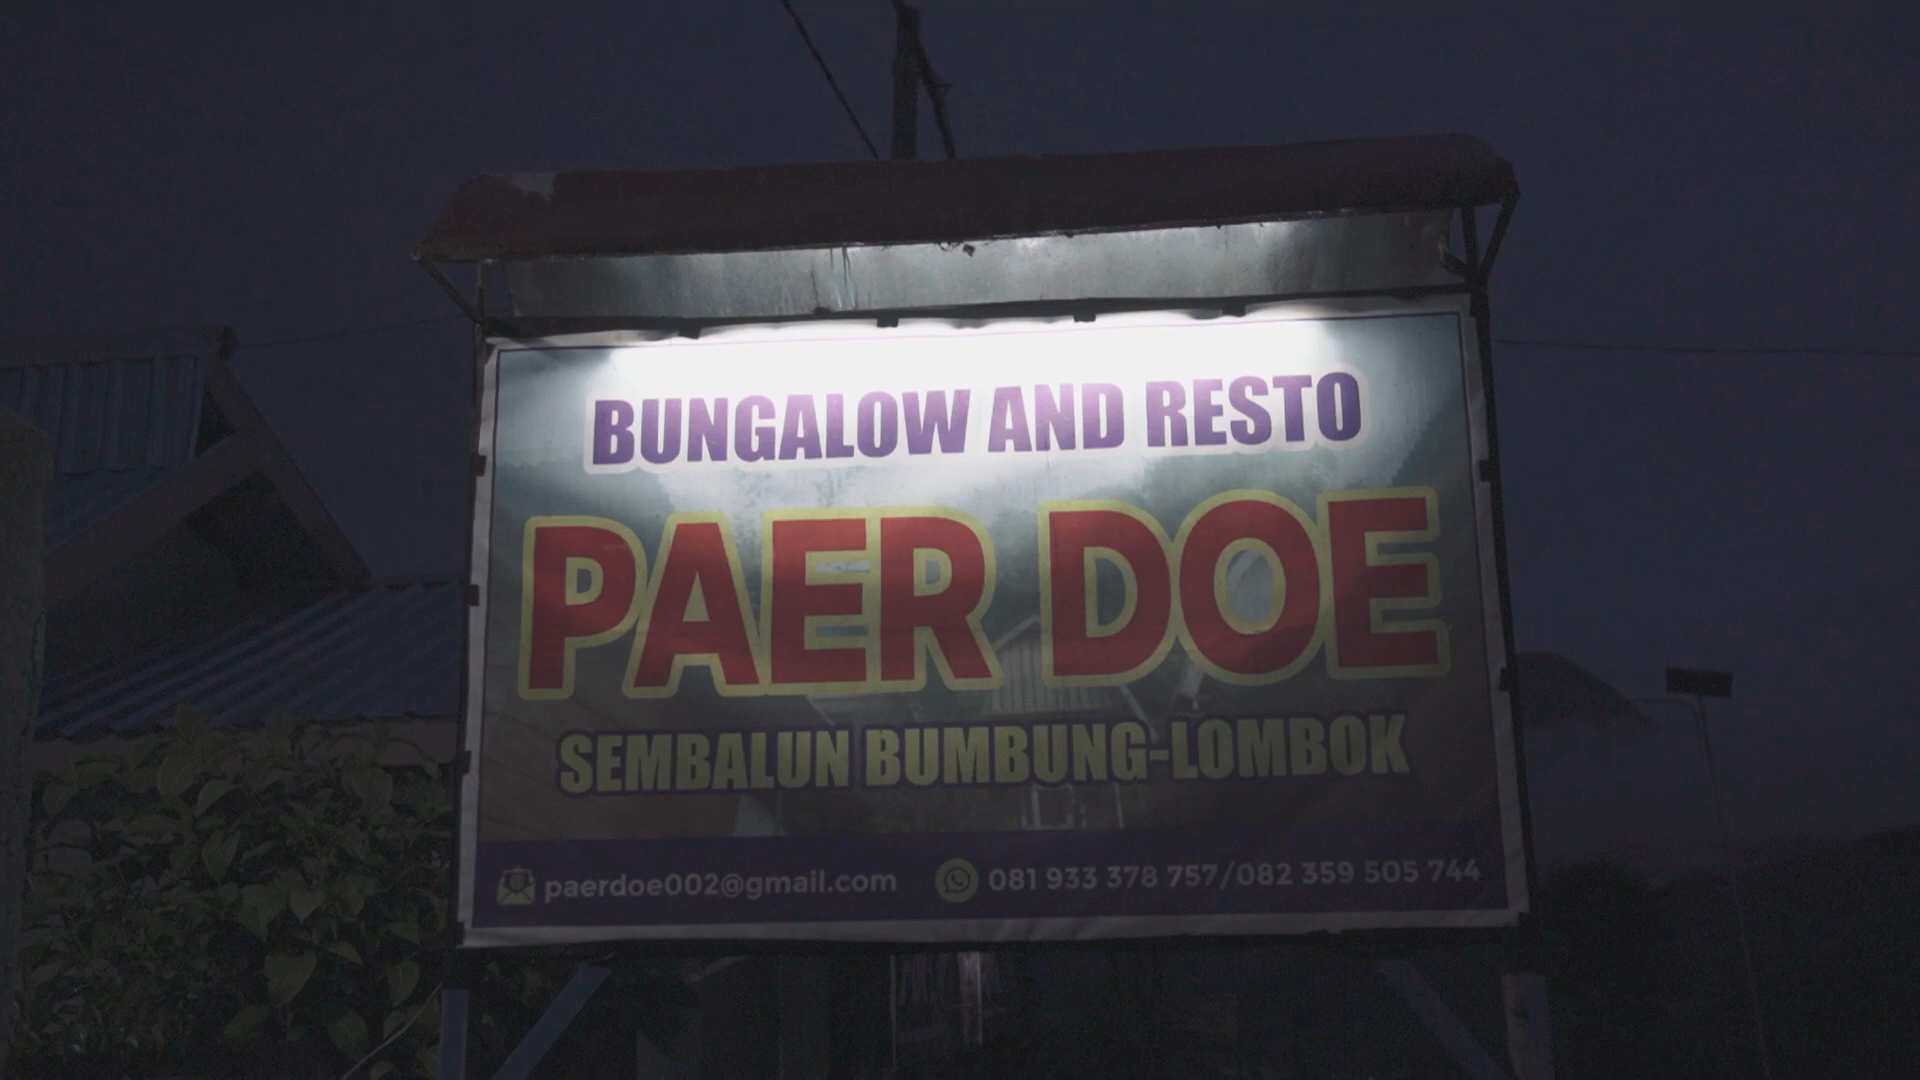 BUNGALOW AND RESTO
PAER DOE
SEMBALUN BUMBUNG-LOMBOK
paerdoe002@gmail.com 081 933 378 757/082 359 505 744